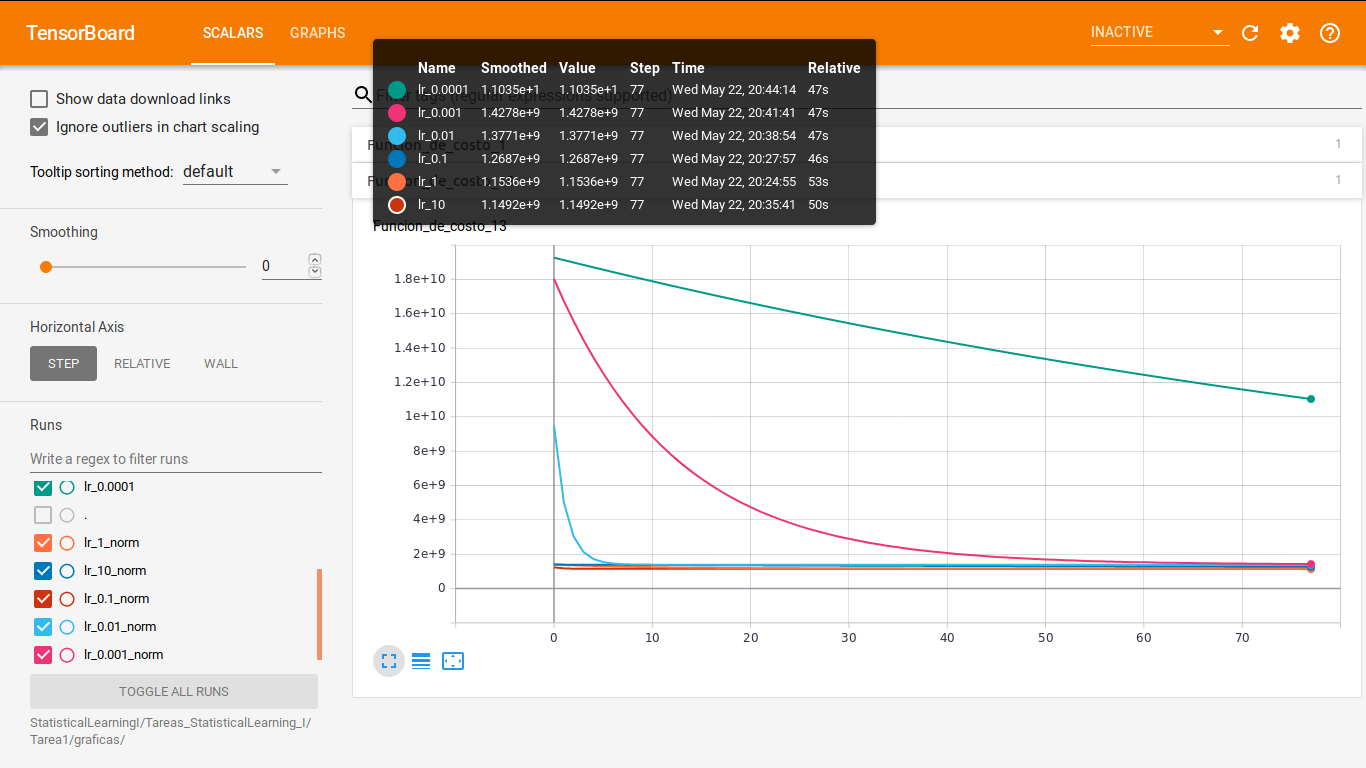 TensorBoard SCALARS GRAPHS INACTIVE
Name Smoothed Value Step Time Relative
lr_0.0001 1.1035e+1 1.1035e+1 77 Wed May 22, 20:44:14 47s
lr_0.001 1.4278e+9 1.4278e+9 77 Wed May 22, 20:41:41 47s
lr_0.01 1.3771e+9 1.3771e+9 77 Wed May 22, 20:38:54 47s
lr_0.1 1.2687e+9 1.2687e+9 77 Wed May 22, 20:27:57 46s
lr_1 1.1536e+9 1.1536e+9 77 Wed May 22, 20:24:55 53s
lr_10 1.1492e+9 1.1492e+9 77 Wed May 22, 20:35:41 50s
Show data download links
Ignore outliers in chart scaling
Tooltip sorting method: default
Smoothing
0
Horizontal Axis
STEP RELATIVE WALL
Runs
Write a regex to filter runs
lr_0.0001
.
lr_1_norm
lr_10_norm
lr_0.1_norm
lr_0.01_norm
lr_0.001_norm
TOGGLE ALL RUNS
StatisticalLearningI/Tareas_StatisticalLearning_I/
Tarea1/graficas/
Filter tags (regular expressions supported)
Funcion_de_costo_1
1
Funcion_de_costo
1
Funcion_de_costo_13
1.8e+10
1.6e+10
1.4e+10
1.2e+10
1e+10
8e+9
6e+9
4e+9
2e+9
0
0 10 20 30 40 50 60 70